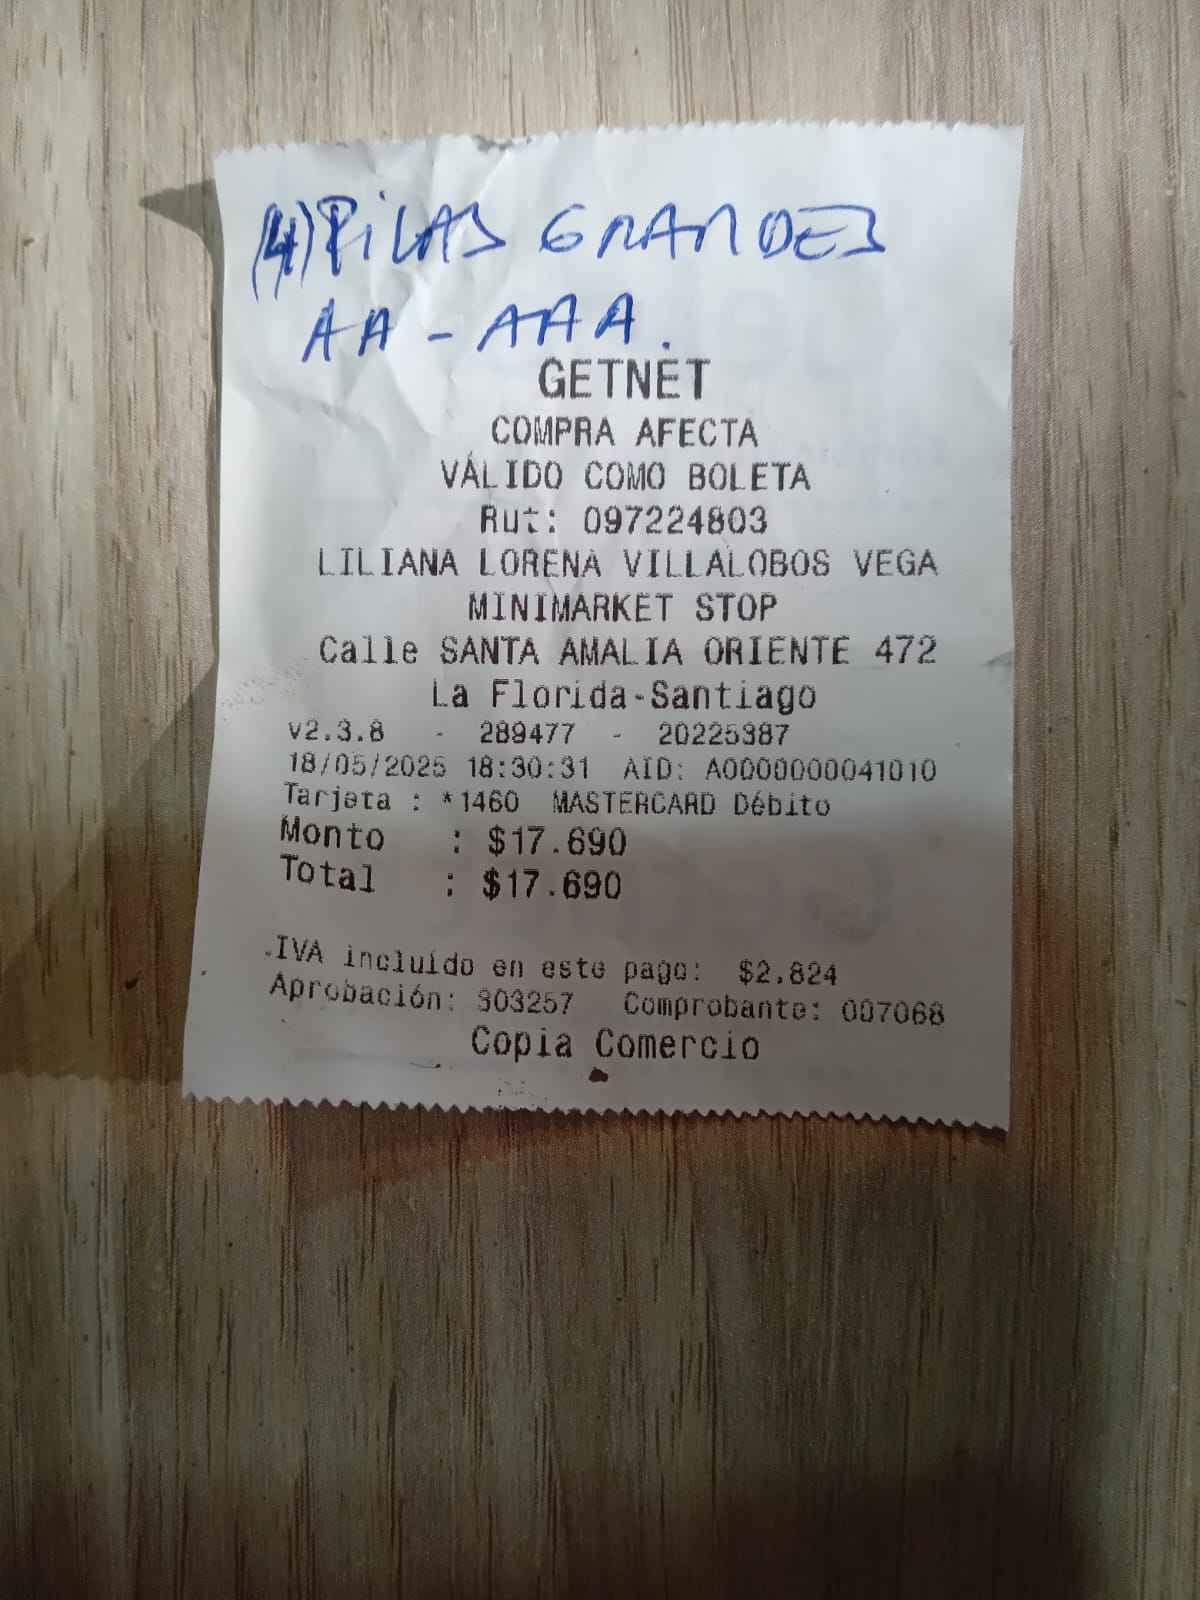 (4) PILAS GRANDES
AA - AAA.
GETNET
COMPRA AFECTA
VÁLIDO COMO BOLETA
Rut: 097224803
LILIANA LORENA VILLALOBOS VEGA
MINIMARKET STOP
Calle SANTA AMALIA ORIENTE 472
La Florida-Santiago
v2.3.8 - 289477 - 20225387
18/05/2025 18:30:31 AID: A0000000041010
Tarjeta : *1460 MASTERCARD Débito
Monto : $17.690
Total : $17.690
IVA incluído en este pago: $2.824
Aprobación: 303257 Comprobante: 007068
Copia Comercio